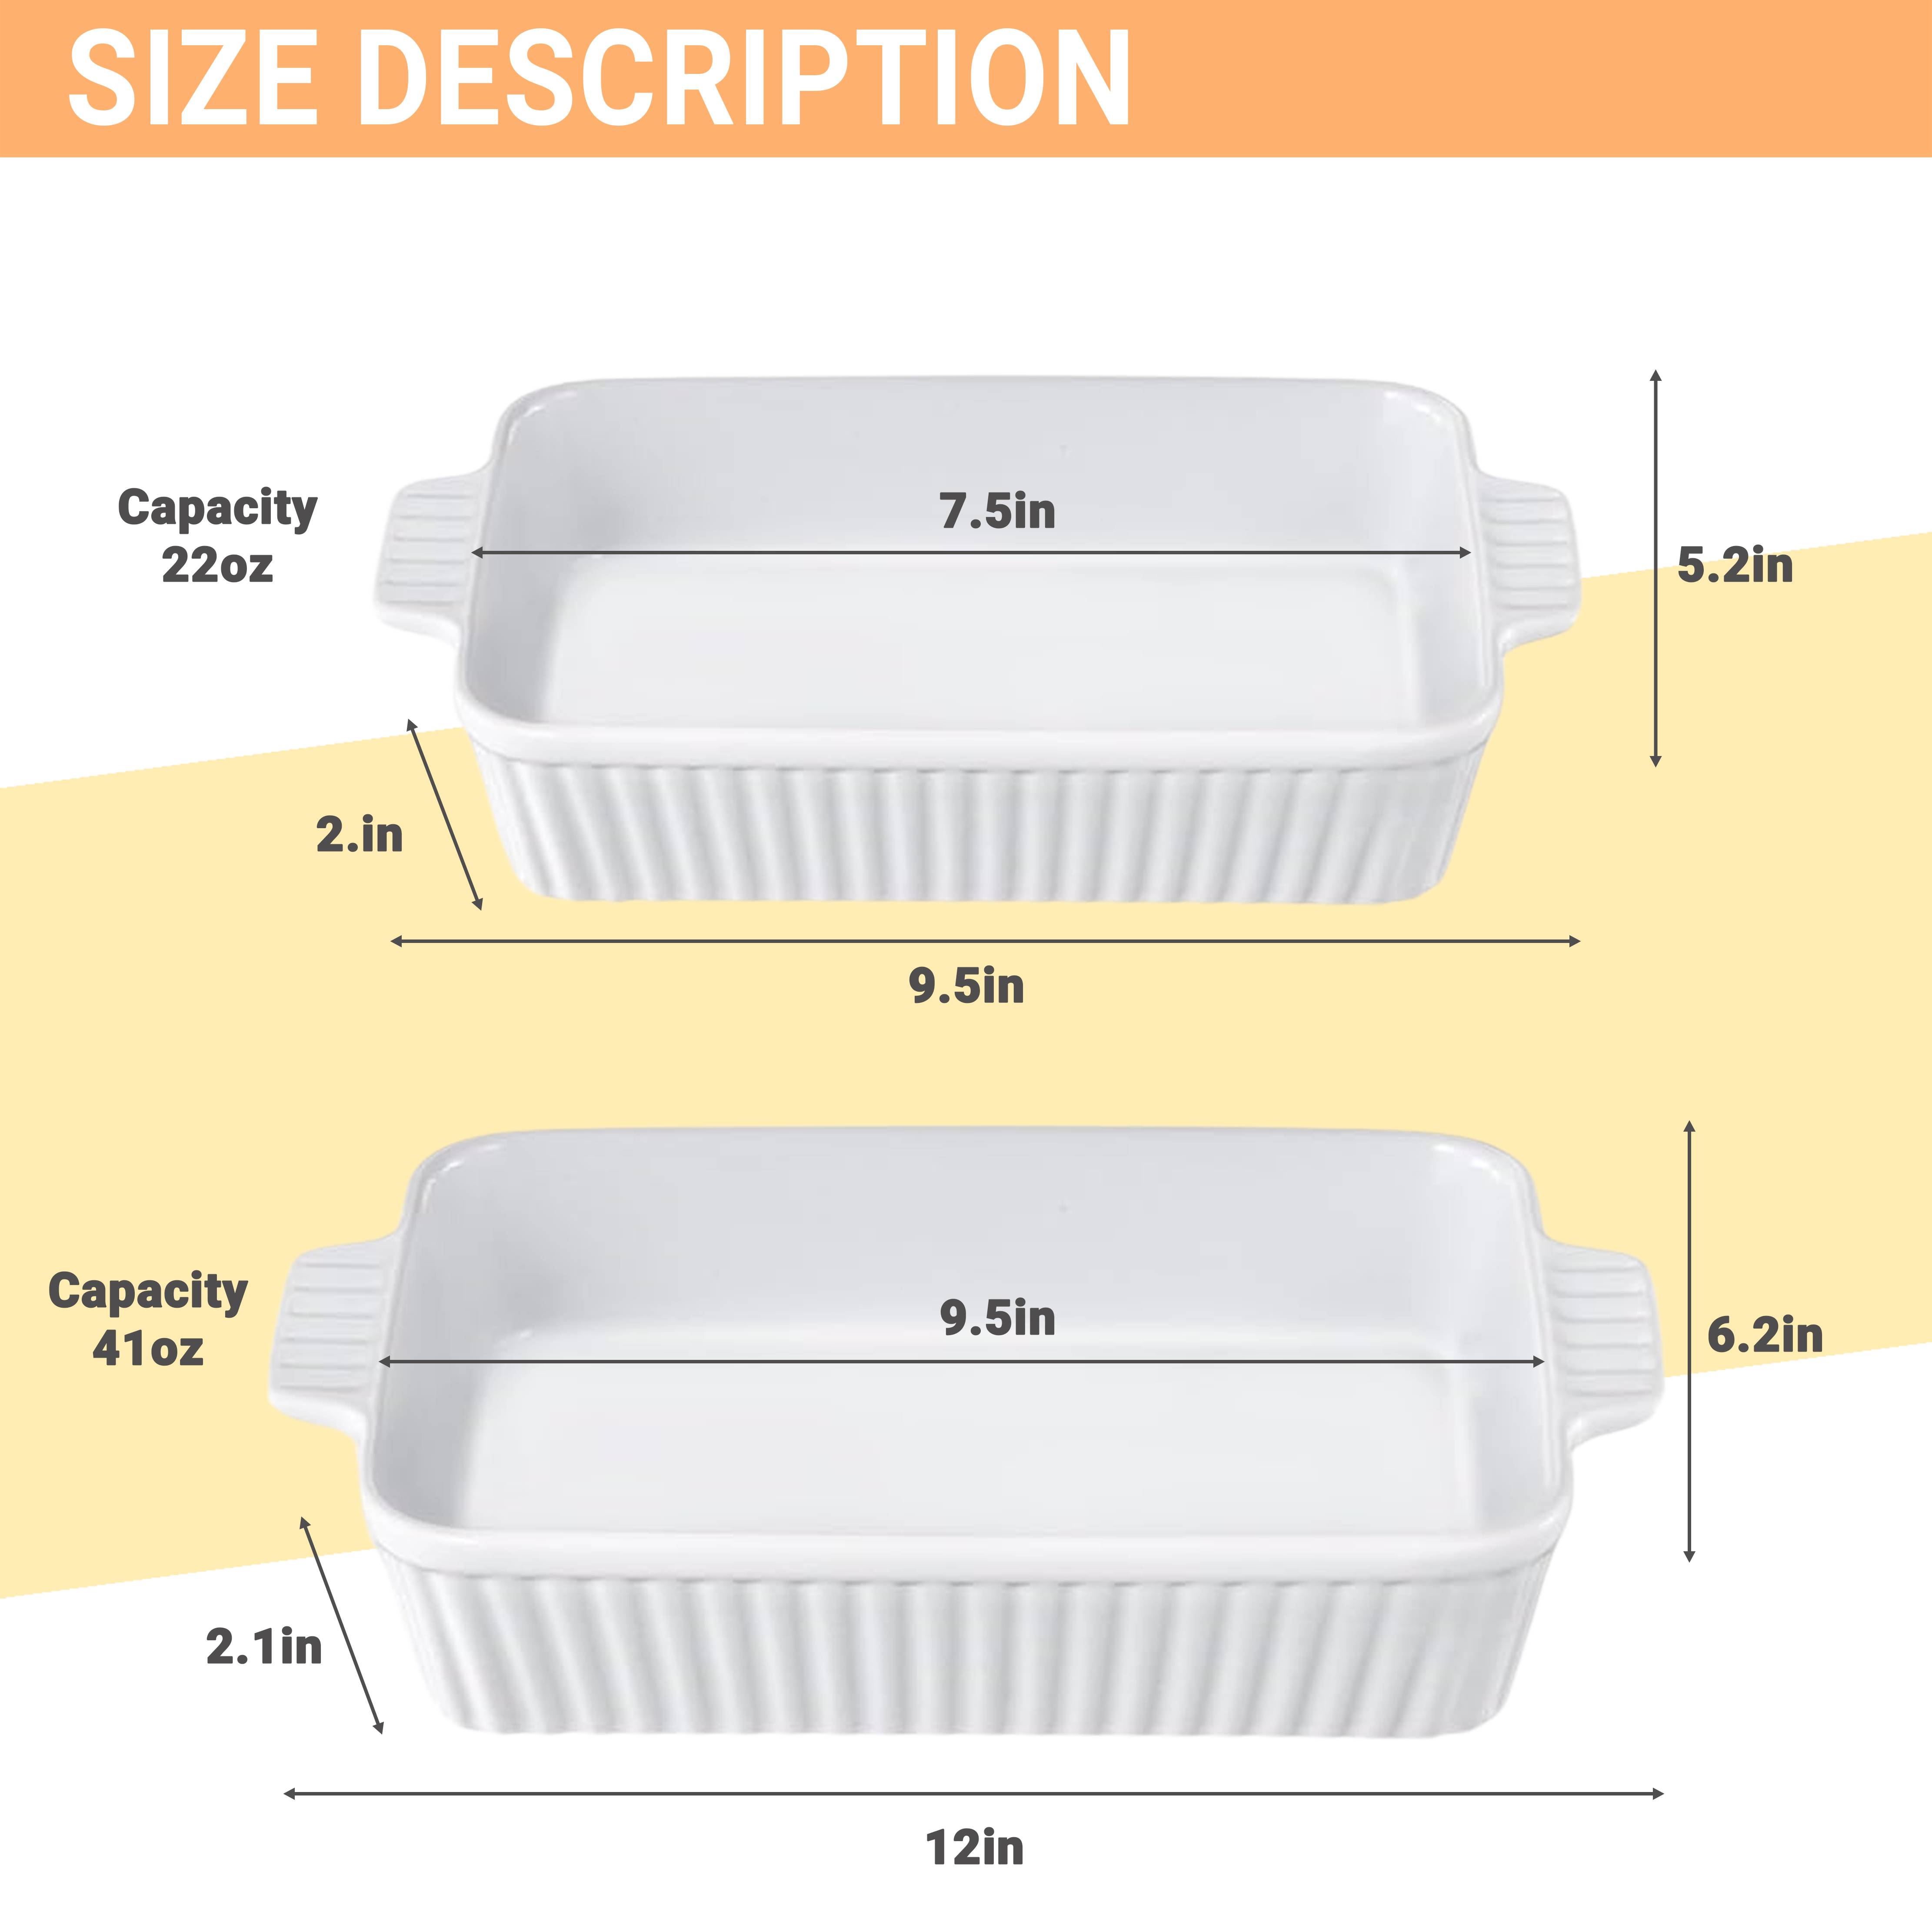 SIZE DESCRIPTION
Capacity
22oz
7.5in
5.2in
2.in
9.5in
Capacity
41oz
9.5in
6.2in
2.1in
12in